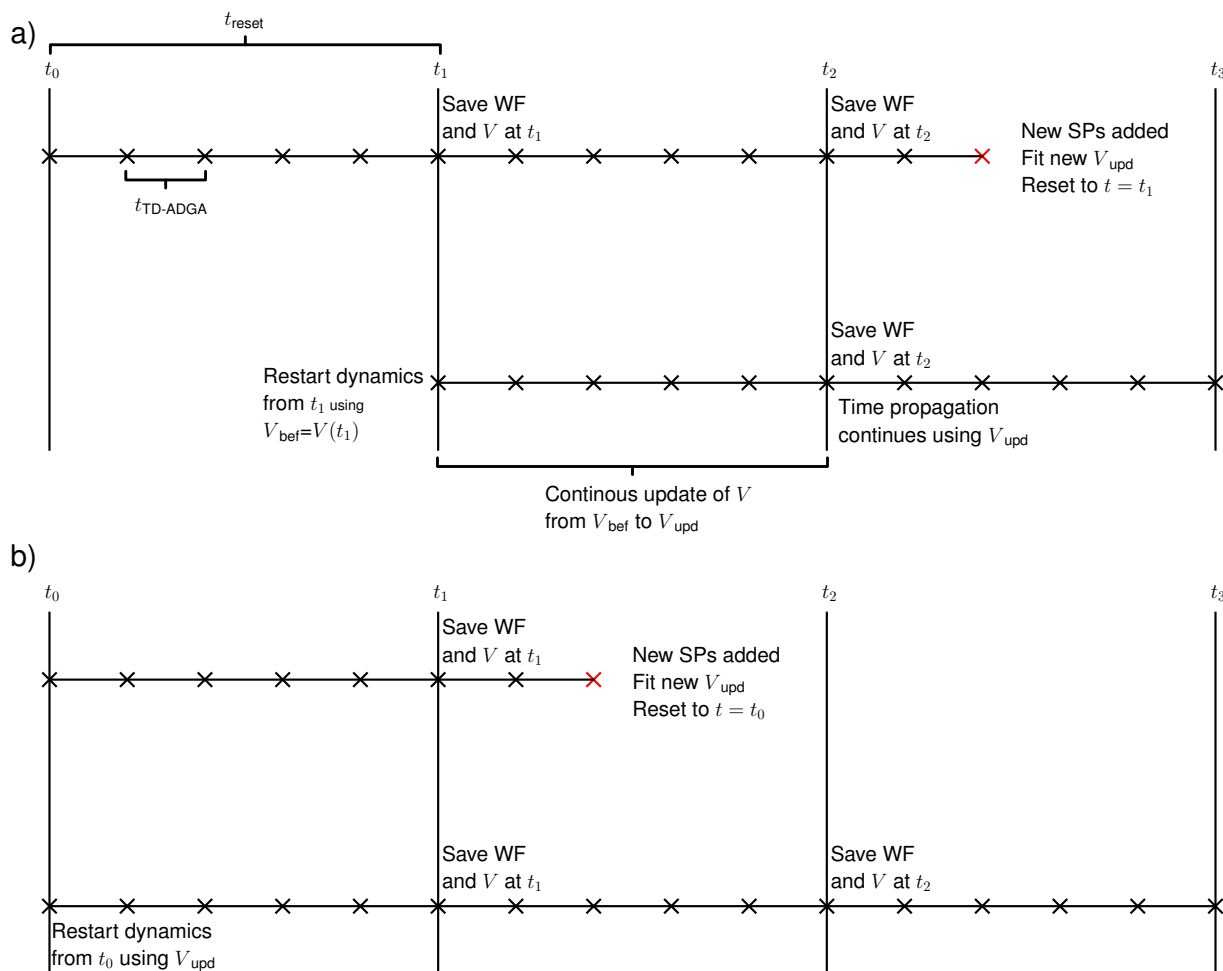 a)
t_reset
t_0 t_1 t_2 t_3
Save WF
and V at t_1
Save WF
and V at t_2
New SPs added
Fit new V_upd
Reset to t = t_1
t_TD-ADGA
Save WF
and V at t_2
Restart dynamics
from t_1 using
V_bef=V(t_1)
Time propagation
continues using V_upd
Continous update of V
from V_bef to V_upd
b)
t_0 t_1 t_2 t_3
Save WF
and V at t_1
New SPs added
Fit new V_upd
Reset to t = t_0
Save WF
and V at t_1
Save WF
and V at t_2
Restart dynamics
from t_0 using V_upd